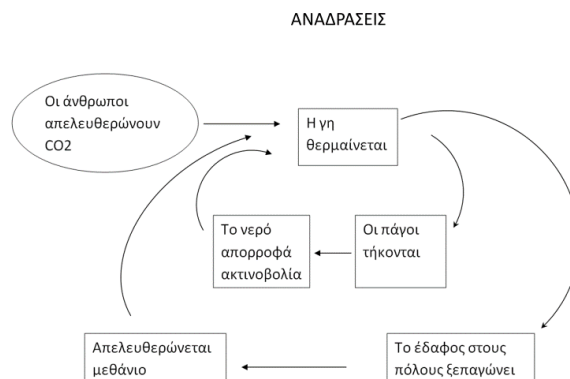 ΑΝΑΔΡΑΣΕΙΣ
Οι άνθρωποι
απελευθερώνουν
CO2
Η γη
θερμαίνεται
Το νερό
απορροφά
ακτινοβολία
Οι πάγοι
τήκονται
Απελευθερώνεται
μεθάνιο
Το έδαφος στους
πόλους ξεπαγώνει